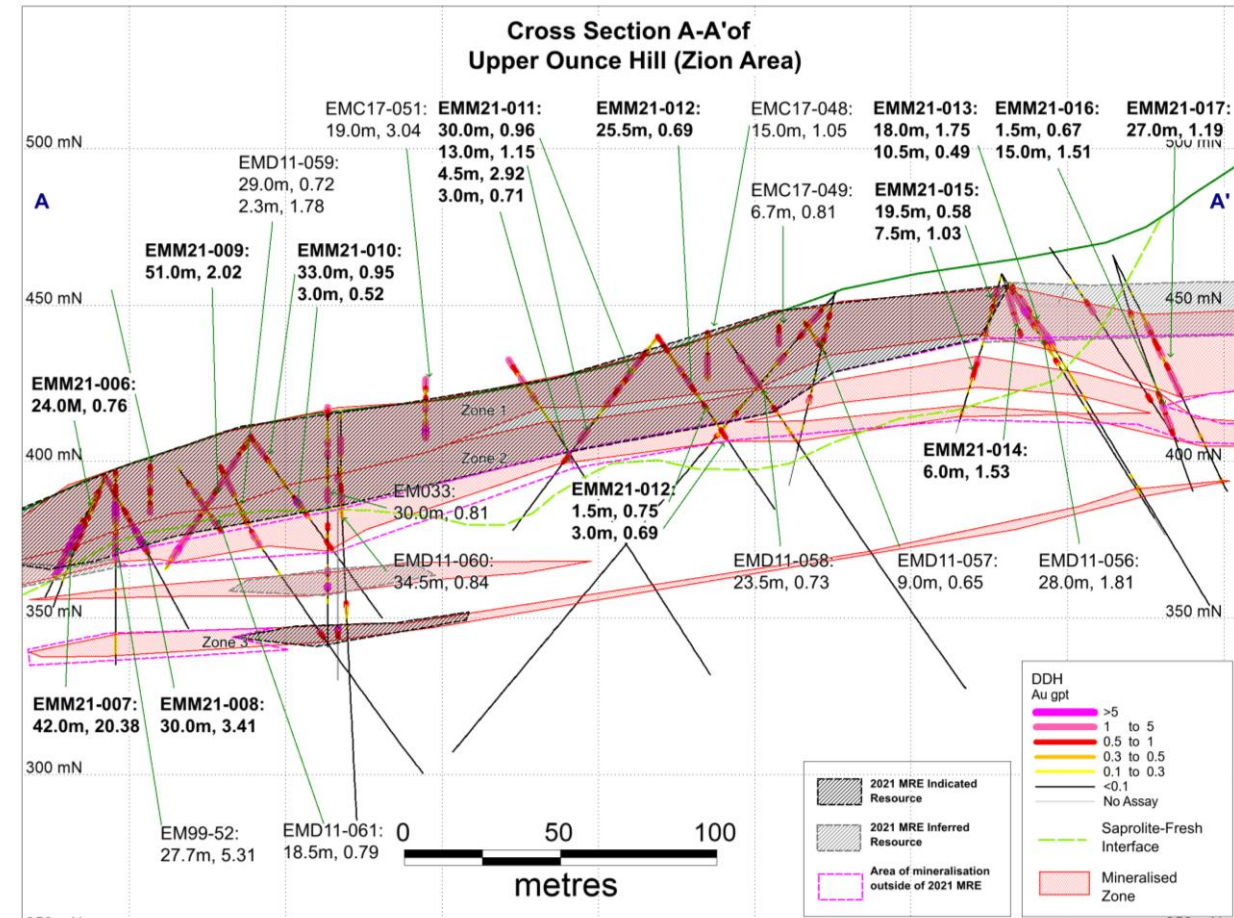 Cross Section A-A'of
Upper Ounce Hill (Zion Area)
EMC17-051:
19.0m, 3.04
EMM21-011:
30.0m, 0.96
13.0m, 1.15
4.5m, 2.92
3.0m, 0.71
EMM21-012:
25.5m, 0.69
EMC17-048:
15.0m, 1.05
EMM21-013:
18.0m, 1.75
10.5m, 0.49
EMM21-016:
1.5m, 0.67
15.0m, 1.51
EMM21-017:
27.0m, 1.19
500 mN
500 mN
EMD11-059:
29.0m, 0.72
2.3m, 1.78
EMC17-049:
6.7m, 0.81
EMM21-015:
19.5m, 0.58
7.5m, 1.03
A
A'
EMM21-009:
51.0m, 2.02
EMM21-010:
33.0m, 0.95
3.0m, 0.52
450 mN
450 mN
EMM21-006:
24.0M, 0.76
Zone 1
Zone 2
400 mN
400 mN
EMM21-014:
6.0m, 1.53
EM033:
30.0m, 0.81
EMM21-012:
1.5m, 0.75
3.0m, 0.69
EMD11-060:
34.5m, 0.84
EMD11-058:
23.5m, 0.73
EMD11-057:
9.0m, 0.65
EMD11-056:
28.0m, 1.81
350 mN
350 mN
Zone 3
EMM21-007:
42.0m, 20.38
EMM21-008:
30.0m, 3.41
300 mN
EM99-52:
27.7m, 5.31
EMD11-061:
18.5m, 0.79
0 50 100
metres
2021 MRE Indicated
Resource
2021 MRE Inferred
Resource
Area of mineralisation
outside of 2021 MRE
DDH
Au gpt
>5
1 to 5
0.5 to 1
0.3 to 0.5
0.1 to 0.3
<0.1
No Assay
Saprolite-Fresh
Interface
Mineralised
Zone